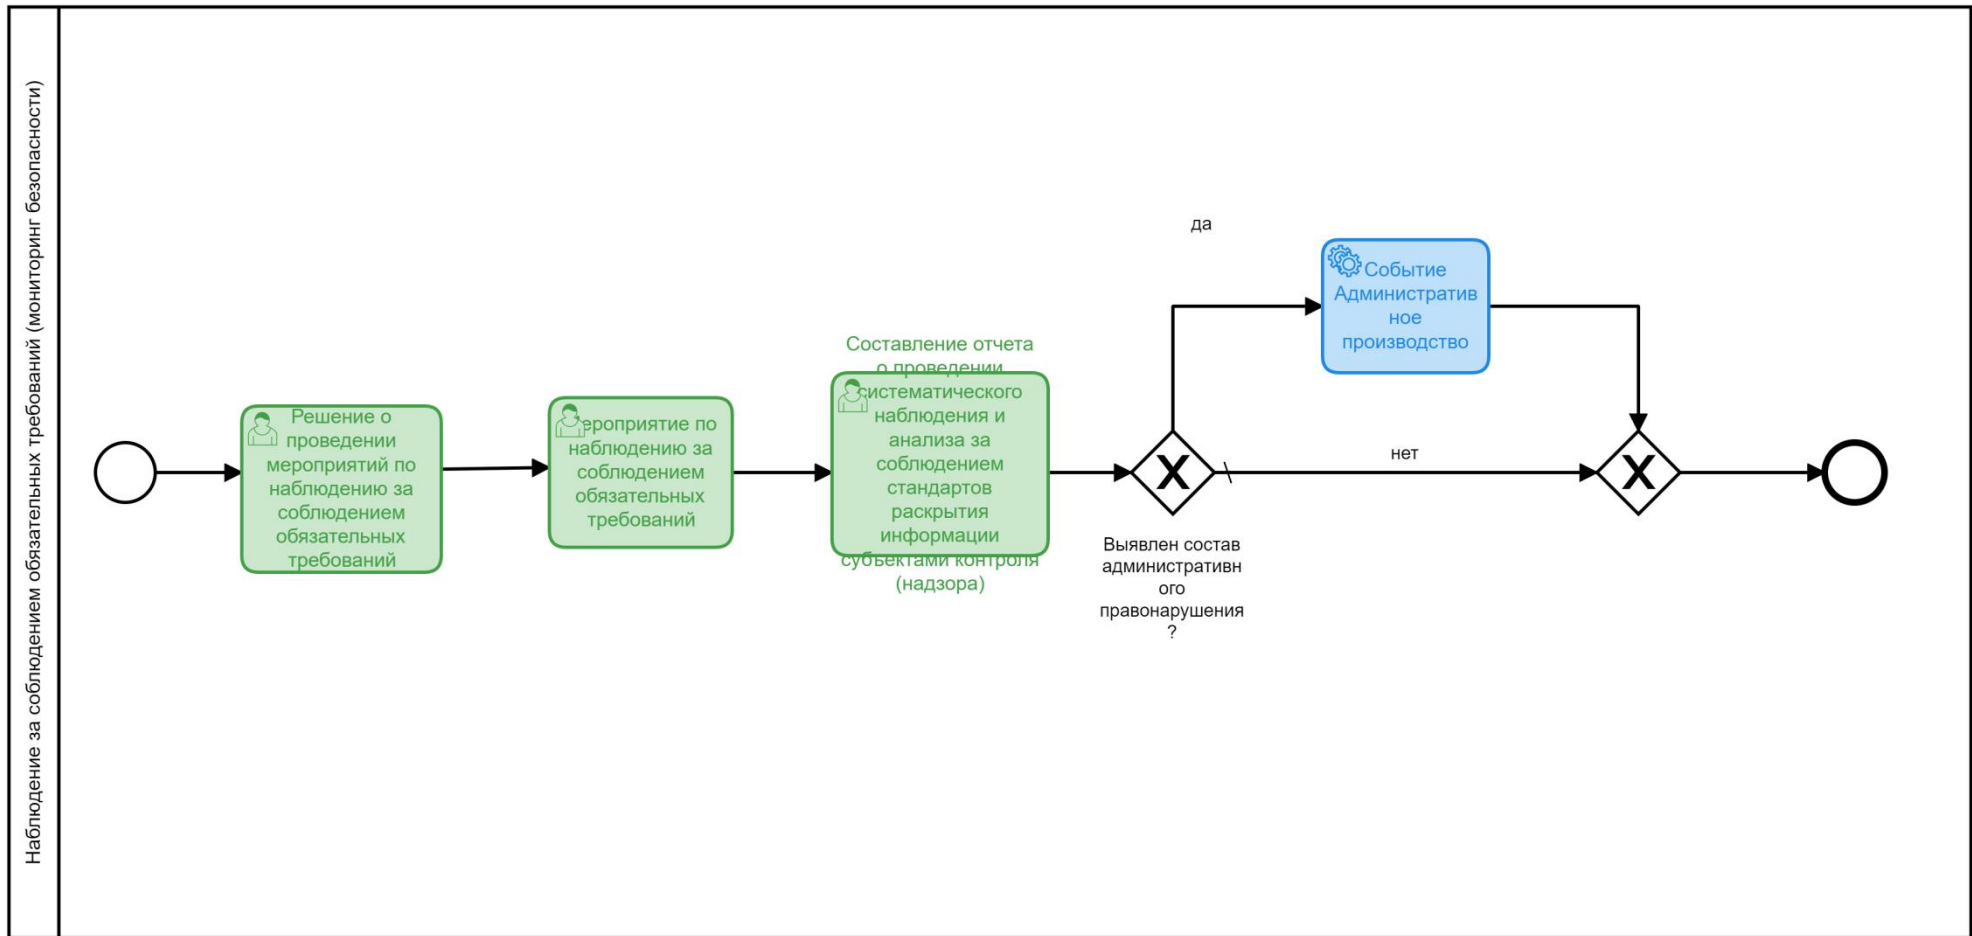 Наблюдение за соблюдением обязательных требований (мониторинг безопасности)
Решение о
проведении
мероприятий по
наблюдению за
соблюдением
обязательных
требований
ероприятие по
наблюдению за
соблюдением
обязательных
требований
Составление отчета
о проведении
систематического
наблюдения и
анализа за
соблюдением
стандартов
раскрытия
информации
субъектами контроля
(надзора)
Выявлен состав
административн
ого
правонарушения
?
да
Событие
Административ
ное
производство
нет